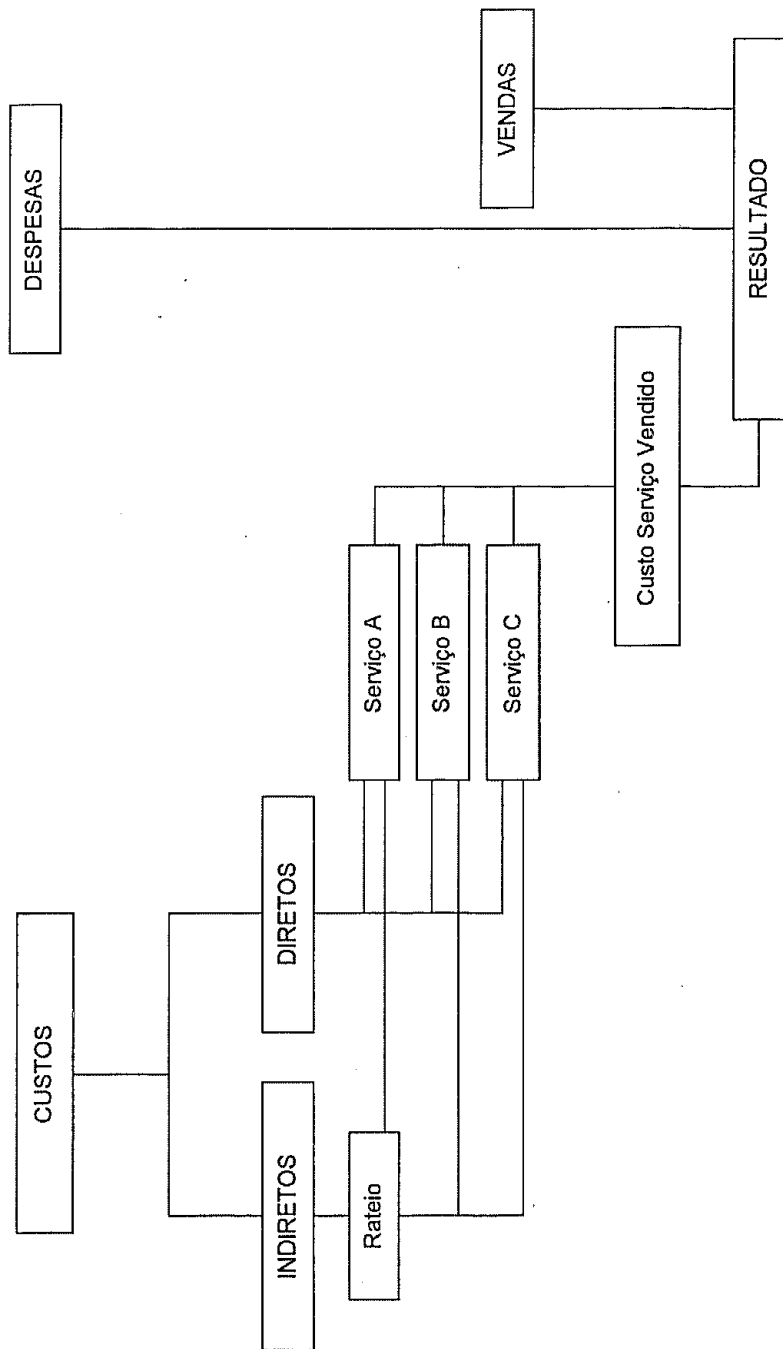 CUSTOS
DESPESAS
INDIRETOS
DIRETOS
Rateio
Serviço A
Serviço B
Serviço C
VENDAS
Custo Serviço Vendido
RESULTADO